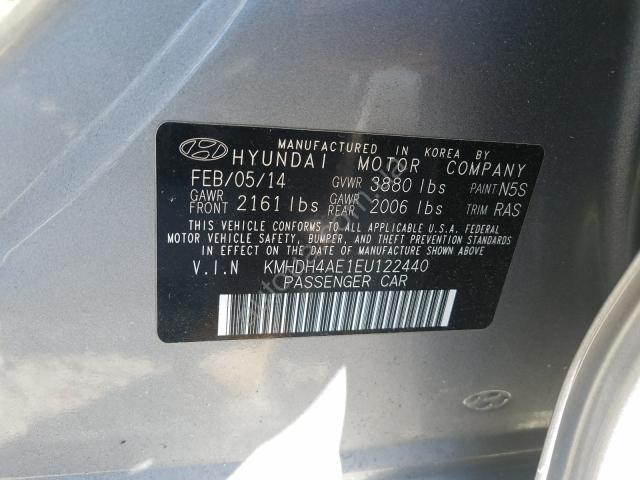 MANUFACTURED IN KOREA BY
HYUNDAI MOTOR COMPANY
FEB/05/14 GVWR 3880 lbs PAINT N5S
GAWR FRONT 2161 lbs GAWR REAR 2006 lbs TRIM RAS
THIS VEHICLE CONFORMS TO ALL APPLICABLE U.S.A. FEDERAL
MOTOR VEHICLE SAFETY, BUMPER, AND THEFT PREVENTION STANDARDS
IN EFFECT ON THE DATE OF MANUFACTURE SHOWN ABOVE
V.I.N KMHDH4AE1EU122440
PASSENGER CAR